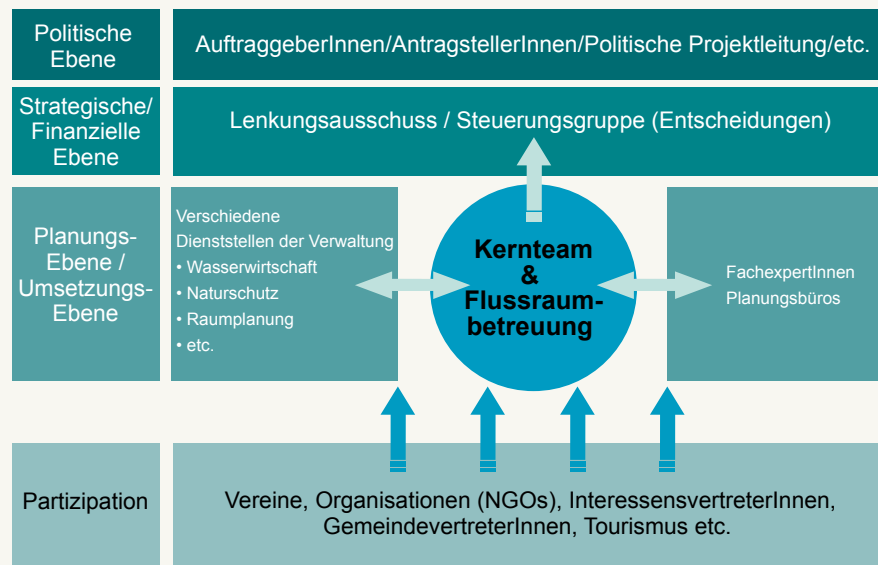 Politische
Ebene
AuftraggeberInnen/AntragstellerInnen/Politische Projektleitung/etc.
Strategische/
Finanzielle
Ebene
Lenkungsausschuss / Steuerungsgruppe (Entscheidungen)
Planungs-
Ebene /
Umsetzungs-
Ebene
Verschiedene
Dienststellen der Verwaltung
• Wasserwirtschaft
• Naturschutz
• Raumplanung
• etc.
Kernteam
&
Flussraum-
betreuung
FachexpertInnen
Planungsbüros
Partizipation
Vereine, Organisationen (NGOs), InteressensvertreterInnen,
GemeindevertreterInnen, Tourismus etc.